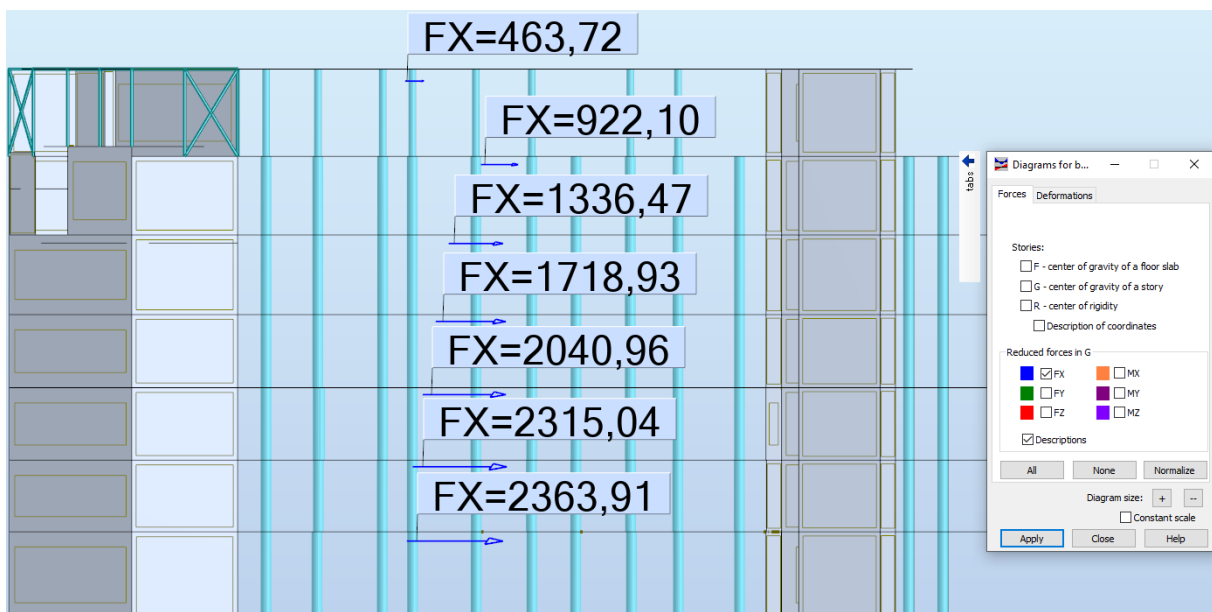 FX=463,72
FX=922,10
FX=1336,47
FX=1718,93
FX=2040,96
FX=2315,04
FX=2363,91
tabs
Diagrams for b...
Forces
Deformations
Stories:
F - center of gravity of a floor slab
G - center of gravity of a story
R - center of rigidity
Description of coordinates
Reduced forces in G
FX MX
FY MY
FZ MZ
Descriptions
All None Normalize
Diagram size: + --
Constant scale
Apply Close Help